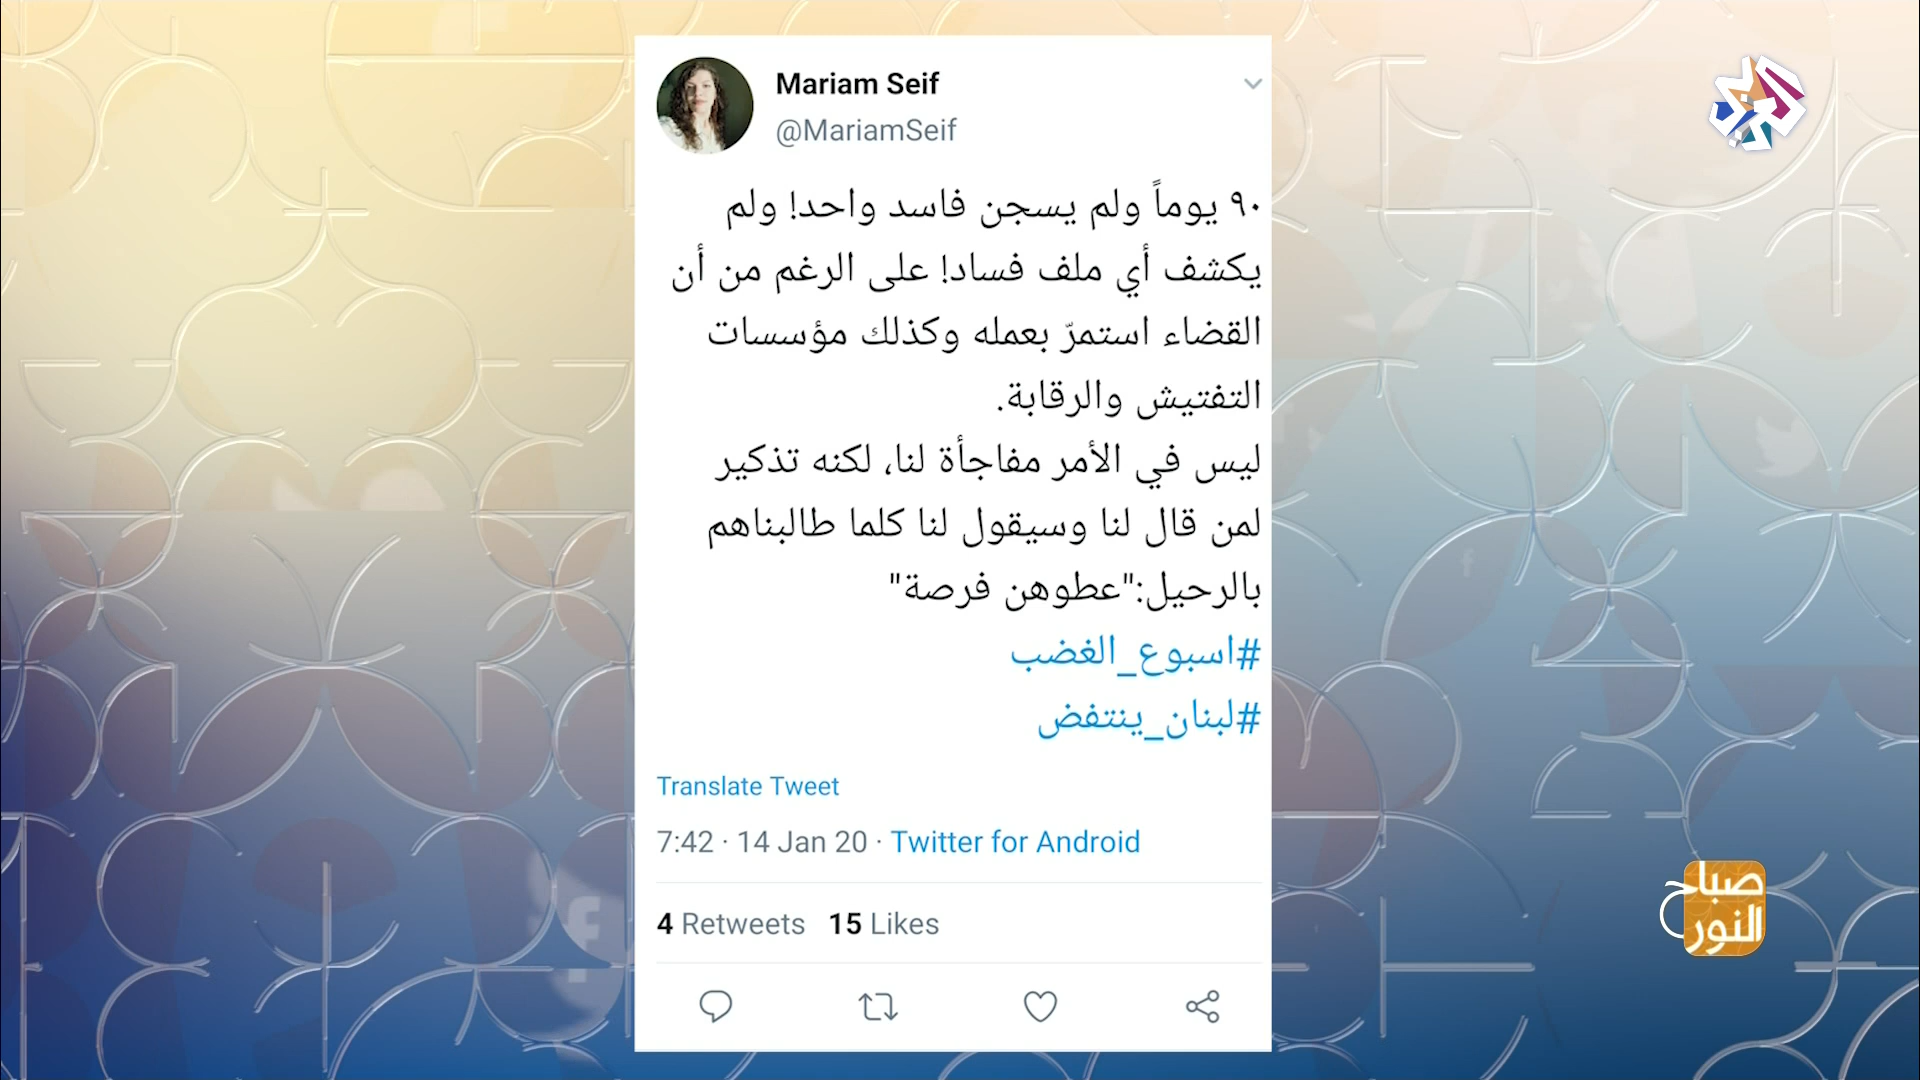 Mariam Seif
@MariamSeif
العربي
٩٠ يوماً ولم يسجن فاسد واحد! ولم
يكشف أي ملف فساد! على الرغم من أن
القضاء استمرّ بعمله وكذلك مؤسسات
التفتيش والرقابة.
ليس في الأمر مفاجأة لنا، لكنه تذكير
لمن قال لنا وسيقول لنا كلما طالبناهم
بالرحيل:"عطوهن فرصة"
#اسبوع_الغضب
#لبنان_ينتفض
Translate Tweet
7:42 · 14 Jan 20 · Twitter for Android
4 Retweets 15 Likes
صباح
النور